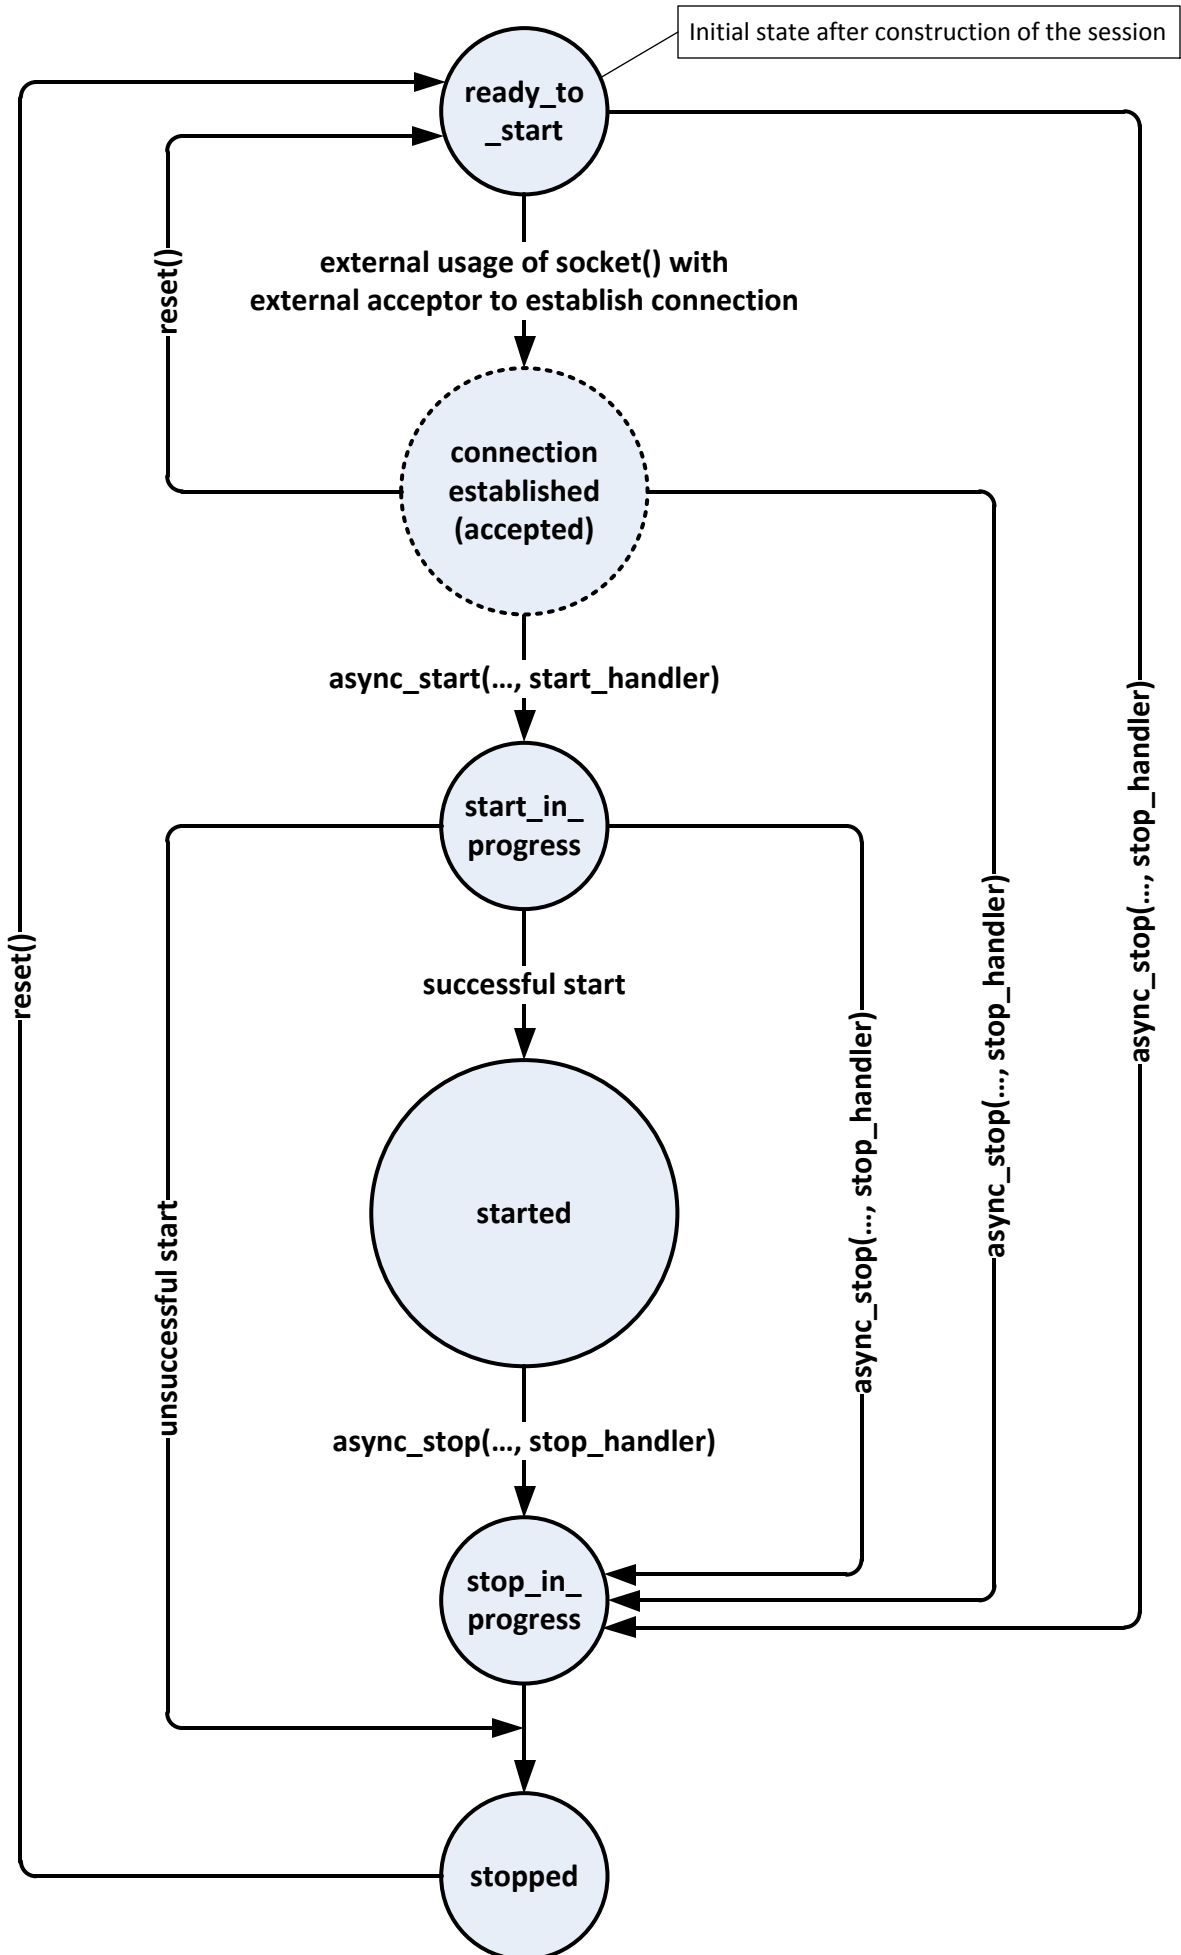 Initial state after construction of the session
ready_to
_start
reset()
external usage of socket() with
external acceptor to establish connection
connection
established
(accepted)
async_start(..., start_handler)
start_in_
progress
async_stop(..., stop_handler)
async_stop(..., stop_handler)
async_stop(..., stop_handler)
reset()
successful start
started
unsuccessful start
async_stop(..., stop_handler)
stop_in_
progress
stopped